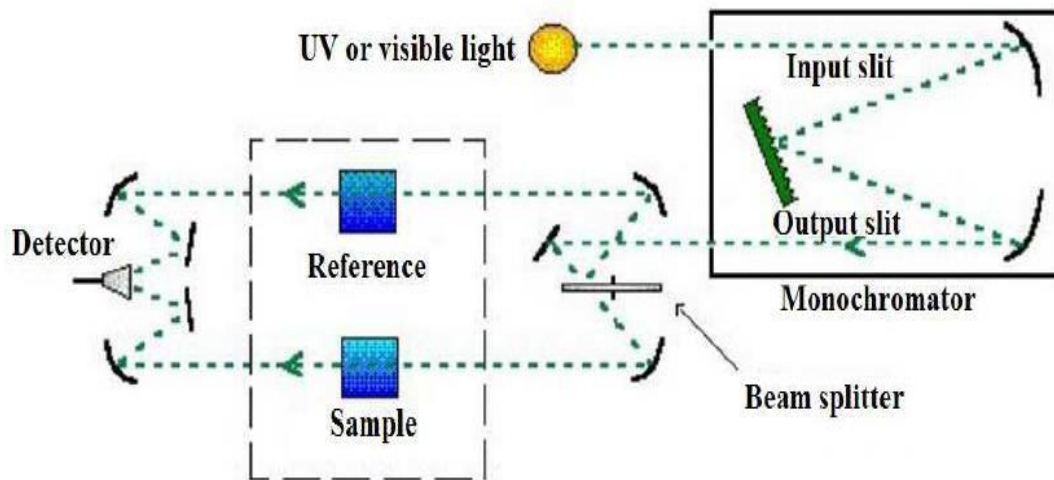 UV or visible light
Input slit
Output slit
Detector
Reference
Monochromator
Beam splitter
Sample